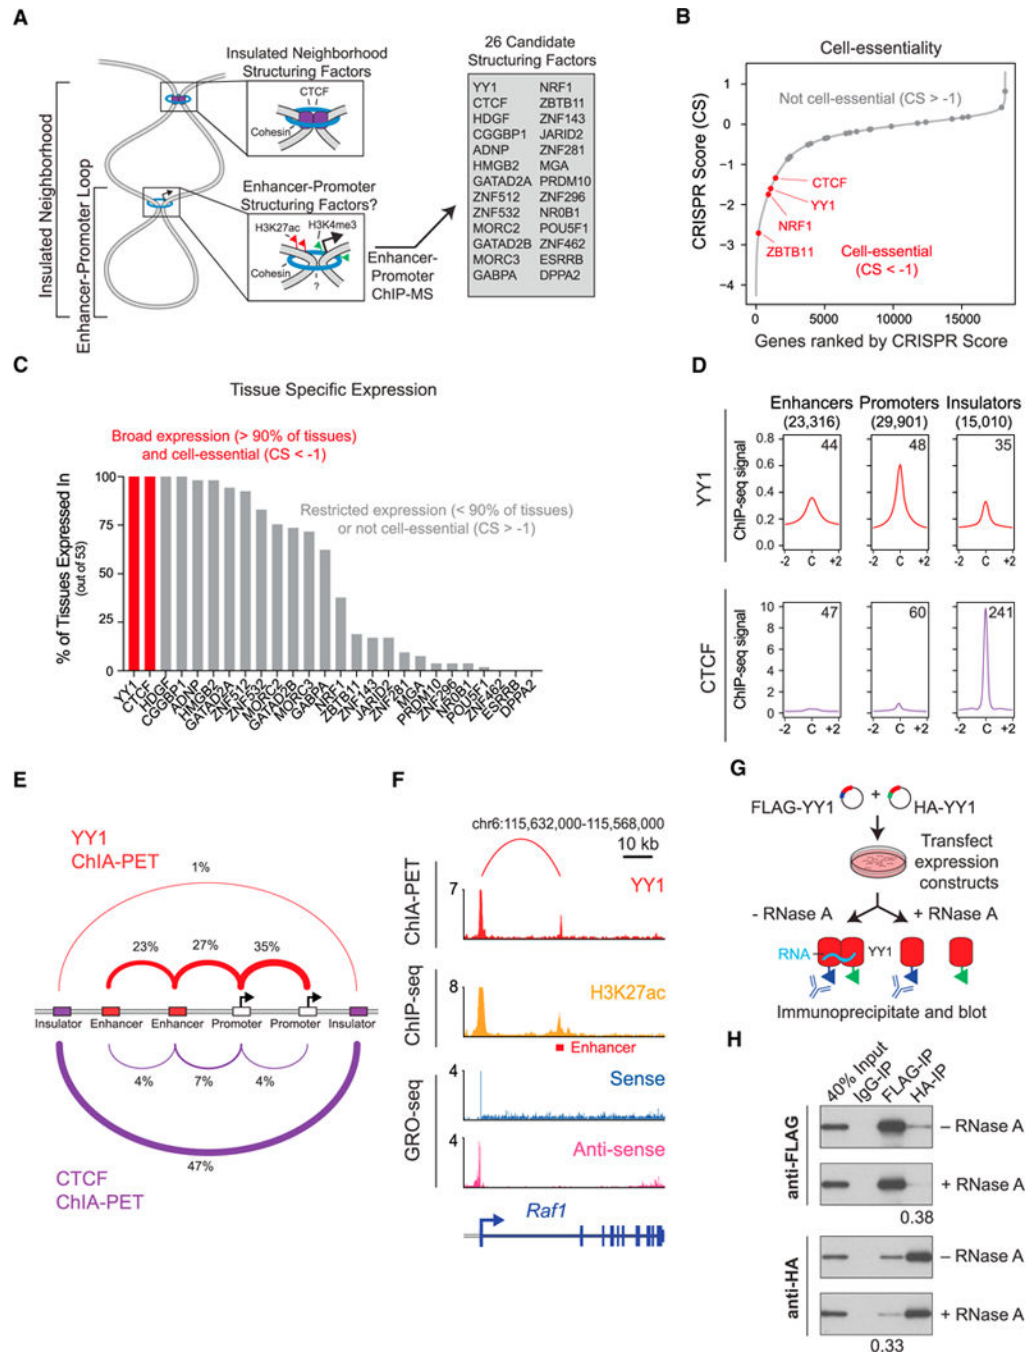 A
Insulated Neighborhood
Structuring Factors
CTCF
Cohesin
Insulated Neighborhood
Enhancer-Promoter Loop
Enhancer-Promoter
Structuring Factors?
H3K27ac
H3K4me3
Cohesin
?
Enhancer-
Promoter
ChIP-MS
26 Candidate
Structuring Factors
YY1 NRF1
CTCF ZBTB11
HDGF ZNF143
CGGBP1 JARID2
ADNP ZNF281
HMGB2 MGA
GATAD2A PRDM10
ZNF512 ZNF296
ZNF532 NR0B1
MORC2 POU5F1
GATAD2B ZNF462
MORC3 ESRRB
GABPA DPPA2
B
Cell-essentiality
CRISPR Score (CS)
1
0
−1
−2
−3
−4
Not cell-essential (CS > -1)
CTCF
YY1
NRF1
ZBTB11
Cell-essential
(CS < -1)
0 5000 10000 15000
Genes ranked by CRISPR Score
C
Tissue Specific Expression
Broad expression (> 90% of tissues)
and cell-essential (CS < -1)
Restricted expression (< 90% of tissues)
or not cell-essential (CS > -1)
% of Tissues Expressed In
(out of 53)
100
75
50
25
0
YY1 CTCF HDGF CGGBP1 ADNP HMGB2 GATAD2A ZNF512 ZNF532 MORC2 GATAD2B MORC3 GABPA NRF1 ZBTB11 ZNF143 JARID2 ZNF281 MGA PRDM10 ZNF296 NR0B1 POU5F1 ZNF462 ESRRB DPPA2
D
Enhancers Promoters Insulators
(23,316) (29,901) (15,010)
YY1
ChIP-seq signal
0.8
0.6
0.4
0.2
0.0
44 48 35
-2 C +2 -2 C +2 -2 C +2
CTCF
ChIP-seq signal
10
8
6
4
2
0
47 60 241
-2 C +2 -2 C +2 -2 C +2
E
YY1
ChIA-PET
1%
23% 27% 35%
Insulator Enhancer Enhancer Promoter Promoter Insulator
4% 7% 4%
47%
CTCF
ChIA-PET
F
chr6:115,632,000-115,568,000
10 kb
ChIA-PET
7
YY1
ChIP-seq
8
H3K27ac
Enhancer
GRO-seq
4
Sense
4
Anti-sense
Raf1
G
FLAG-YY1 + HA-YY1
Transfect
expression
constructs
- RNase A + RNase A
RNA YY1
Immunoprecipitate and blot
H
40% Input IgG-IP FLAG-IP HA-IP
anti-FLAG
– RNase A
+ RNase A
0.38
anti-HA
– RNase A
+ RNase A
0.33